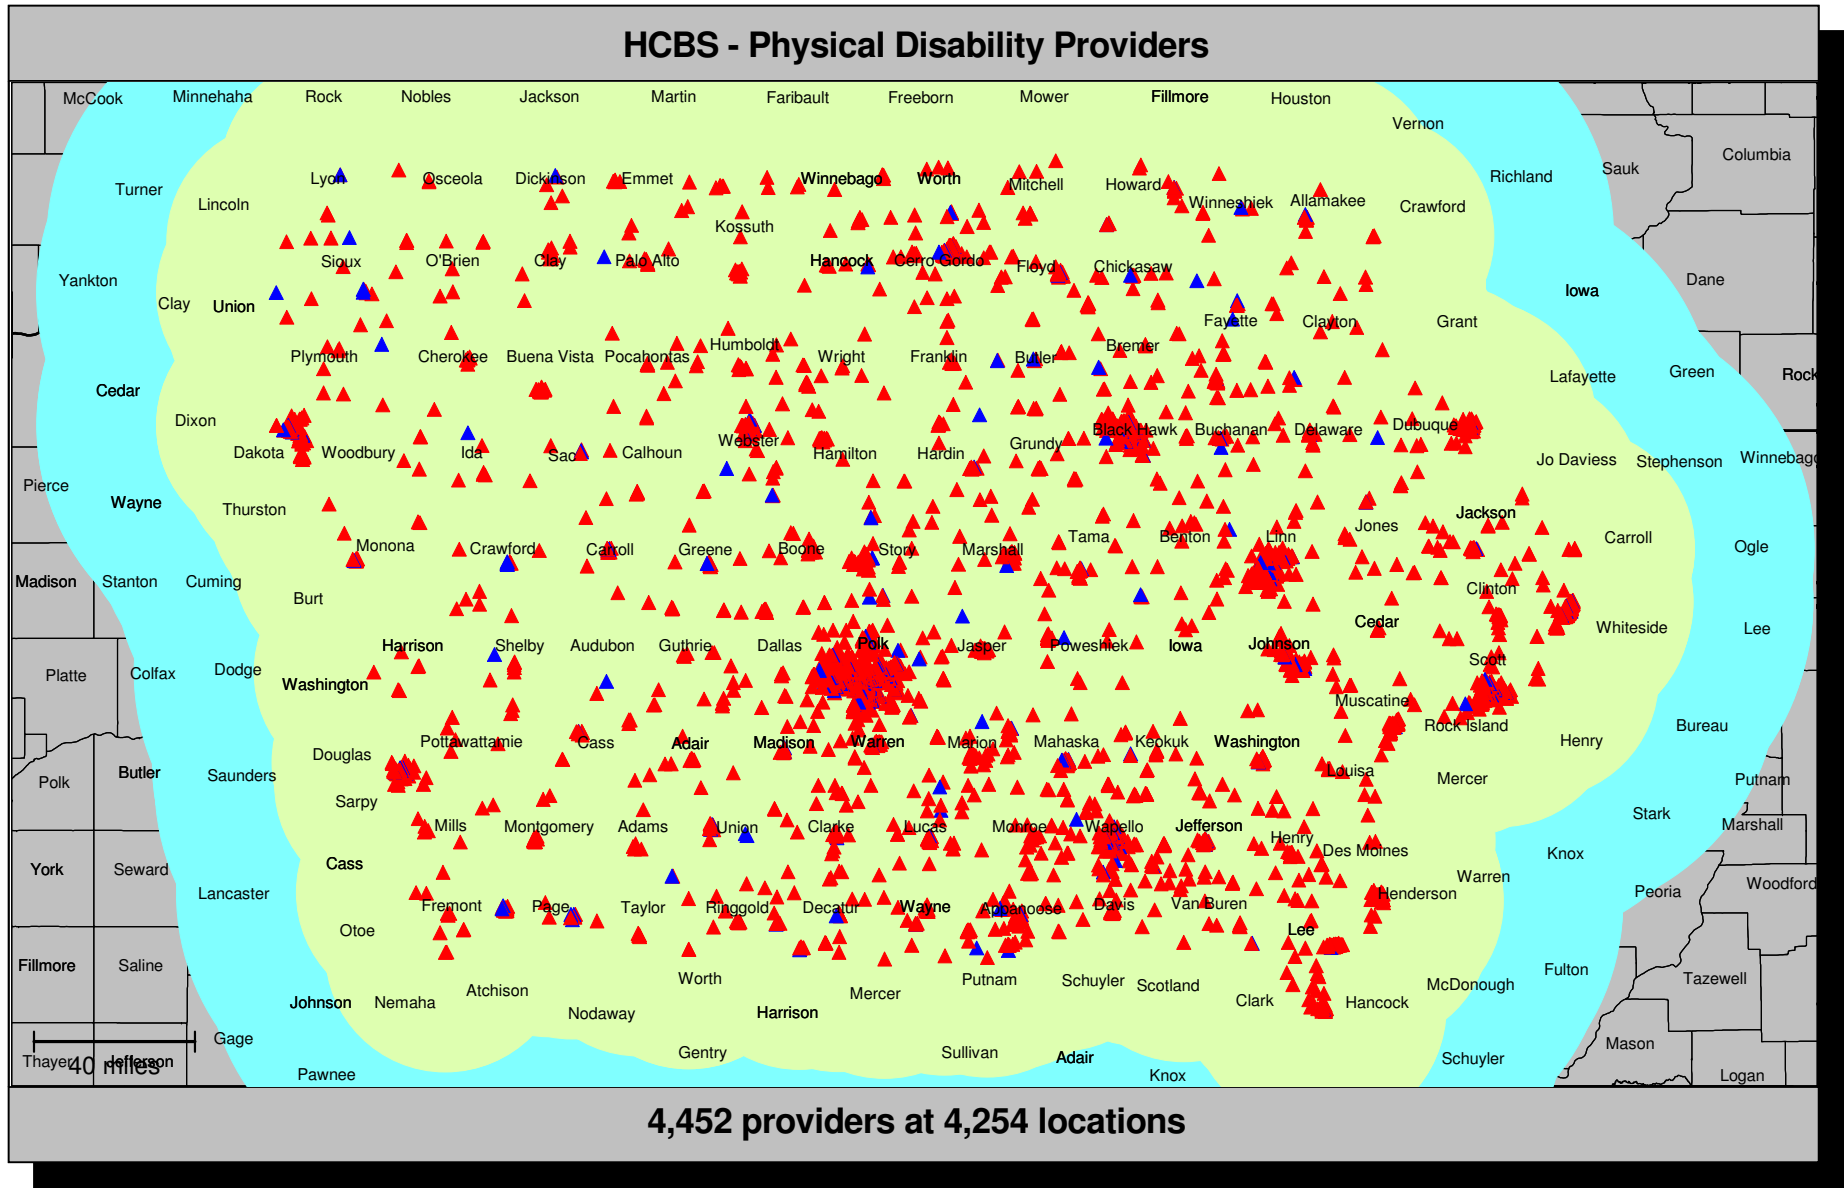 HCBS - Physical Disability Providers
McCook Minnehaha Rock Nobles Jackson Martin Faribault Freeborn Mower Fillmore Houston
Vernon
Turner Lyon Osceola Dickinson Emmet Winnebago Worth Mitchell Howard Richland Sauk Columbia
Lincoln Kossuth Winneshiek Allamakee Crawford
Yankton Sioux O'Brien Clay Palo Alto Hancock Cerro Gordo Floyd Chickasaw Dane
Clay Union Fayette Clayton Grant Iowa
Plymouth Cherokee Buena Vista Pocahontas Humboldt Wright Franklin Butler Bremer
Cedar Lafayette Green Rock
Dixon Webster Black Hawk Buchanan Delaware Dubuque
Dakota Woodbury Ida Sac Calhoun Hamilton Hardin Grundy Jo Daviess Stephenson Winnebago
Pierce Wayne Thurston Jones Jackson
Monona Crawford Carroll Greene Boone Story Marshall Tama Benton Linn Carroll Ogle
Madison Stanton Cuming Burt Clinton
Harrison Shelby Audubon Guthrie Dallas Polk Jasper Poweshiek Iowa Johnson Cedar Whiteside Lee
Platte Colfax Dodge Washington Scott
Muscatine Rock Island Bureau
Douglas Pottawattamie Cass Adair Madison Warren Marion Mahaska Keokuk Washington Henry
Polk Butler Saunders Louisa Mercer Putnam
Sarpy Mills Montgomery Adams Union Clarke Lucas Monroe Wapello Jefferson Henry Stark Marshall
York Seward Cass Des Moines Knox
Lancaster Warren Peoria Woodford
Fremont Page Taylor Ringgold Decatur Wayne Appanoose Davis Van Buren Henderson
Otoe Lee
Fillmore Saline Worth Putnam Schuyler Scotland Fulton Tazewell
Johnson Nemaha Atchison Nodaway Harrison Mercer Clark Hancock McDonough
Gage Gentry Sullivan Adair Schuyler Mason
Thayer Jefferson
40 miles
Pawnee Knox Logan
4,452 providers at 4,254 locations